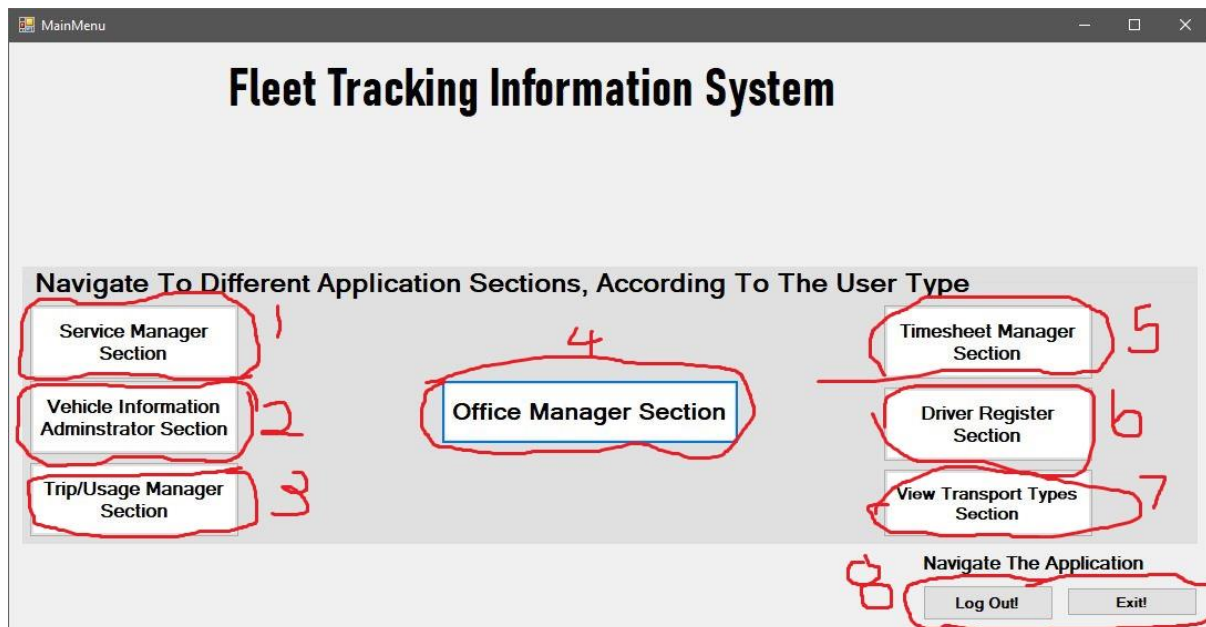 MainMenu
Fleet Tracking Information System
Navigate To Different Application Sections, According To The User Type
Service Manager
Section
1
Vehicle Information
Adminstrator Section
2
Trip/Usage Manager
Section
3
4
Office Manager Section
Timesheet Manager
Section
5
Driver Register
Section
6
View Transport Types
Section
7
Navigate The Application
8
Log Out!
Exit!